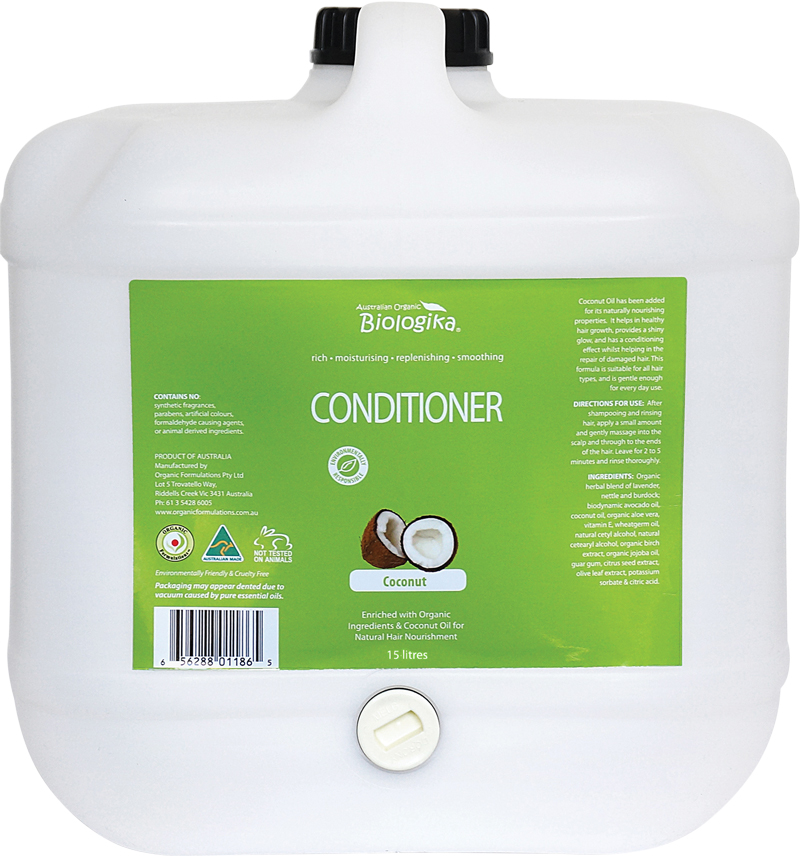 Australian Organic
Biologika®
rich • moisturising • replenishing • smoothing
CONDITIONER
ENVIRONMENTALLY
RESPONSIBLE
Coconut
Enriched with Organic
Ingredients & Coconut Oil for
Natural Hair Nourishment
15 litres
CONTAINS NO:
synthetic fragrances,
parabens, artificial colours,
formaldehyde causing agents,
or animal derived ingredients.
PRODUCT OF AUSTRALIA
Manufactured by
Organic Formulations Pty Ltd
Lot 5 Trovatello Way,
Riddells Creek Vic 3431 Australia
Ph: 61 3 5428 6005
www.organicformulations.com.au
ORGANIC
Formulations
AUSTRALIAN MADE
NOT TESTED
ON ANIMALS
Environmentally Friendly & Cruelty Free
Packaging may appear dented due to
vacuum caused by pure essential oils.
6 56288 01186 5
Coconut Oil has been added
for its naturally nourishing
properties. It helps in healthy
hair growth, provides a shiny
glow, and has a conditioning
effect whilst helping in the
repair of damaged hair. This
formula is suitable for all hair
types, and is gentle enough
for every day use.
DIRECTIONS FOR USE: After
shampooing and rinsing
hair, apply a small amount
and gently massage into the
scalp and through to the ends
of the hair. Leave for 2 to 5
minutes and rinse thoroughly.
INGREDIENTS: Organic
herbal blend of lavender,
nettle and burdock;
biodynamic avocado oil,
coconut oil, organic aloe vera,
vitamin E, wheatgerm oil,
natural cetyl alcohol, natural
cetearyl alcohol, organic birch
extract, organic jojoba oil,
guar gum, citrus seed extract,
olive leaf extract, potassium
sorbate & citric acid.